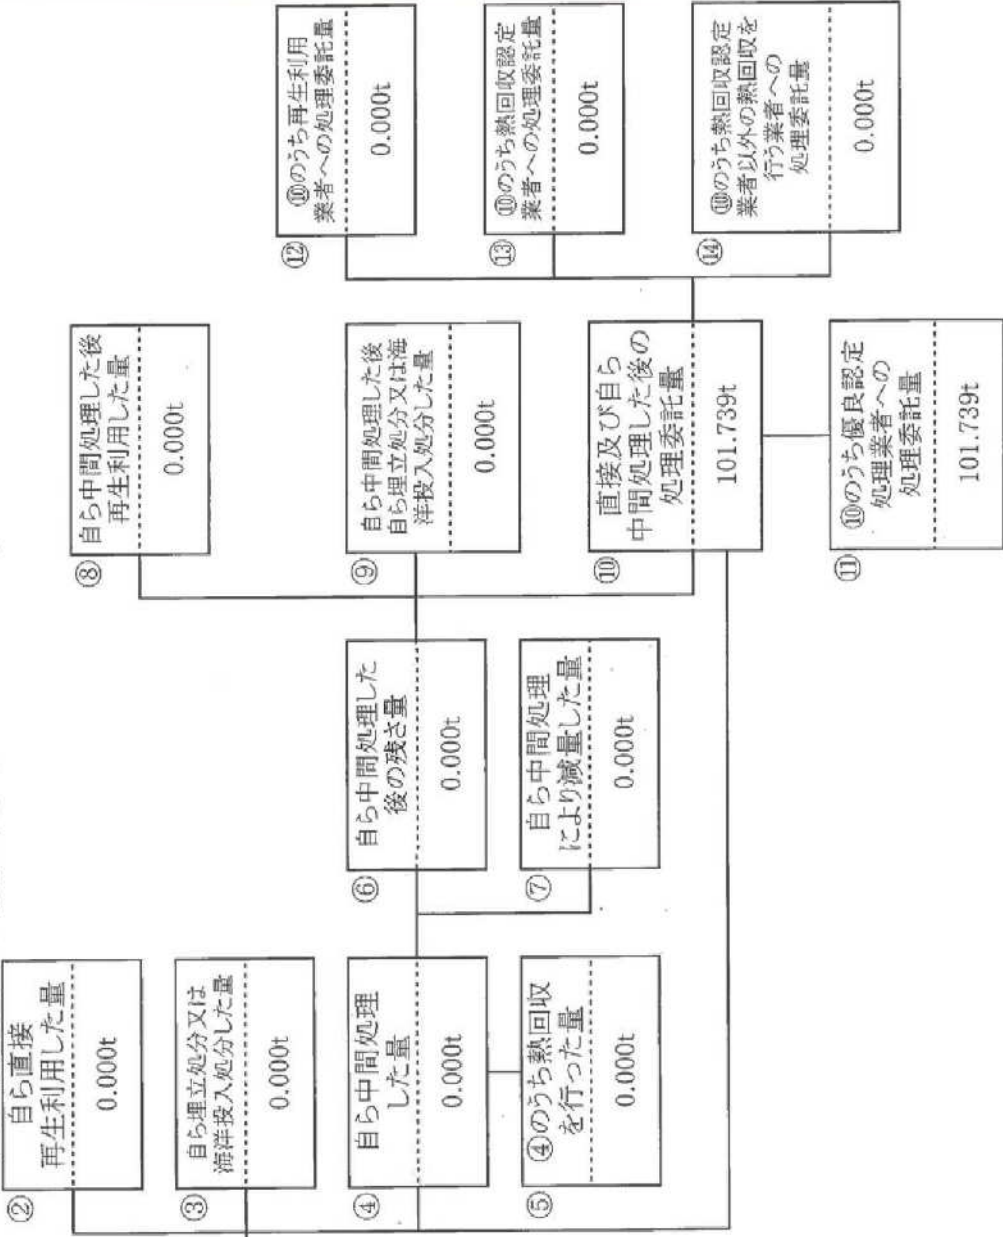 ②
自ら直接
再生利用した量
0.000t
③
自ら埋立処分又は
海洋投入処分した量
0.000t
④
自ら中間処理
した量
0.000t
⑤
④のうち熱回収
を行った量
0.000t
⑥
自ら中間処理した
後の残さ量
0.000t
⑦
自ら中間処理
により減量した量
0.000t
⑧
自ら中間処理した後
再生利用した量
0.000t
⑨
自ら中間処理した後
自ら埋立処分又は海
洋投入処分した量
0.000t
⑩
直接及び自ら
中間処理した後の
処理委託量
101.739t
⑪
⑩のうち優良認定
処理業者への
処理委託量
101.739t
⑫
⑩のうち再生利用
業者への処理委託量
0.000t
⑬
⑩のうち熱回収認定
業者への処理委託量
0.000t
⑭
⑩のうち熱回収認定
業者以外の熱回収を
行う業者への
処理委託量
0.000t